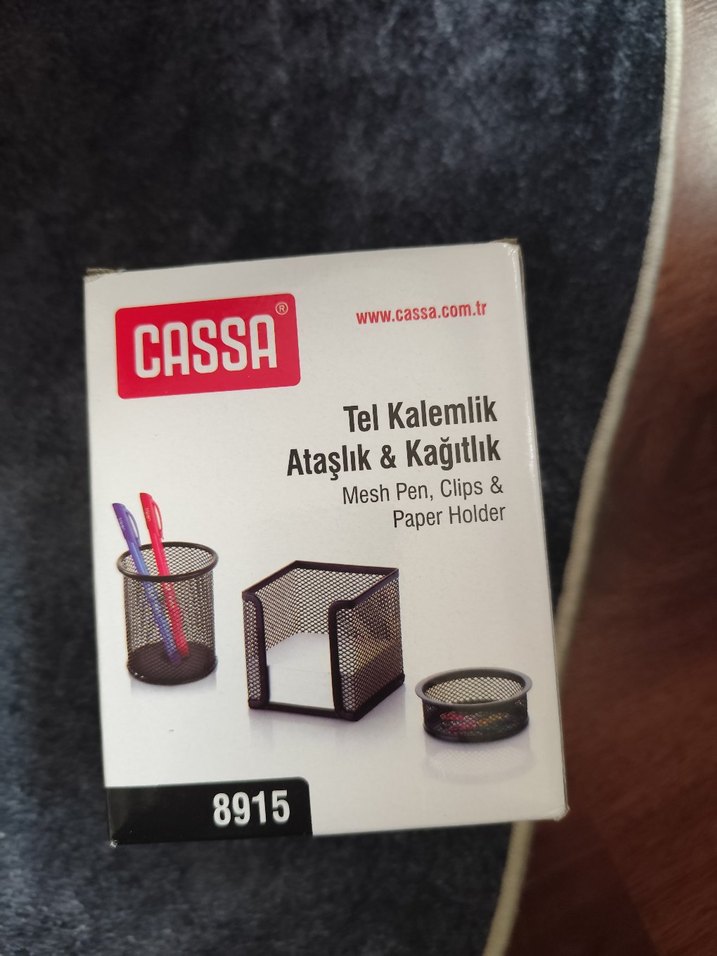 CASSA®
www.cassa.com.tr
Tel Kalemlik
Ataşlık & Kağıtlık
Mesh Pen, Clips &
Paper Holder
8915